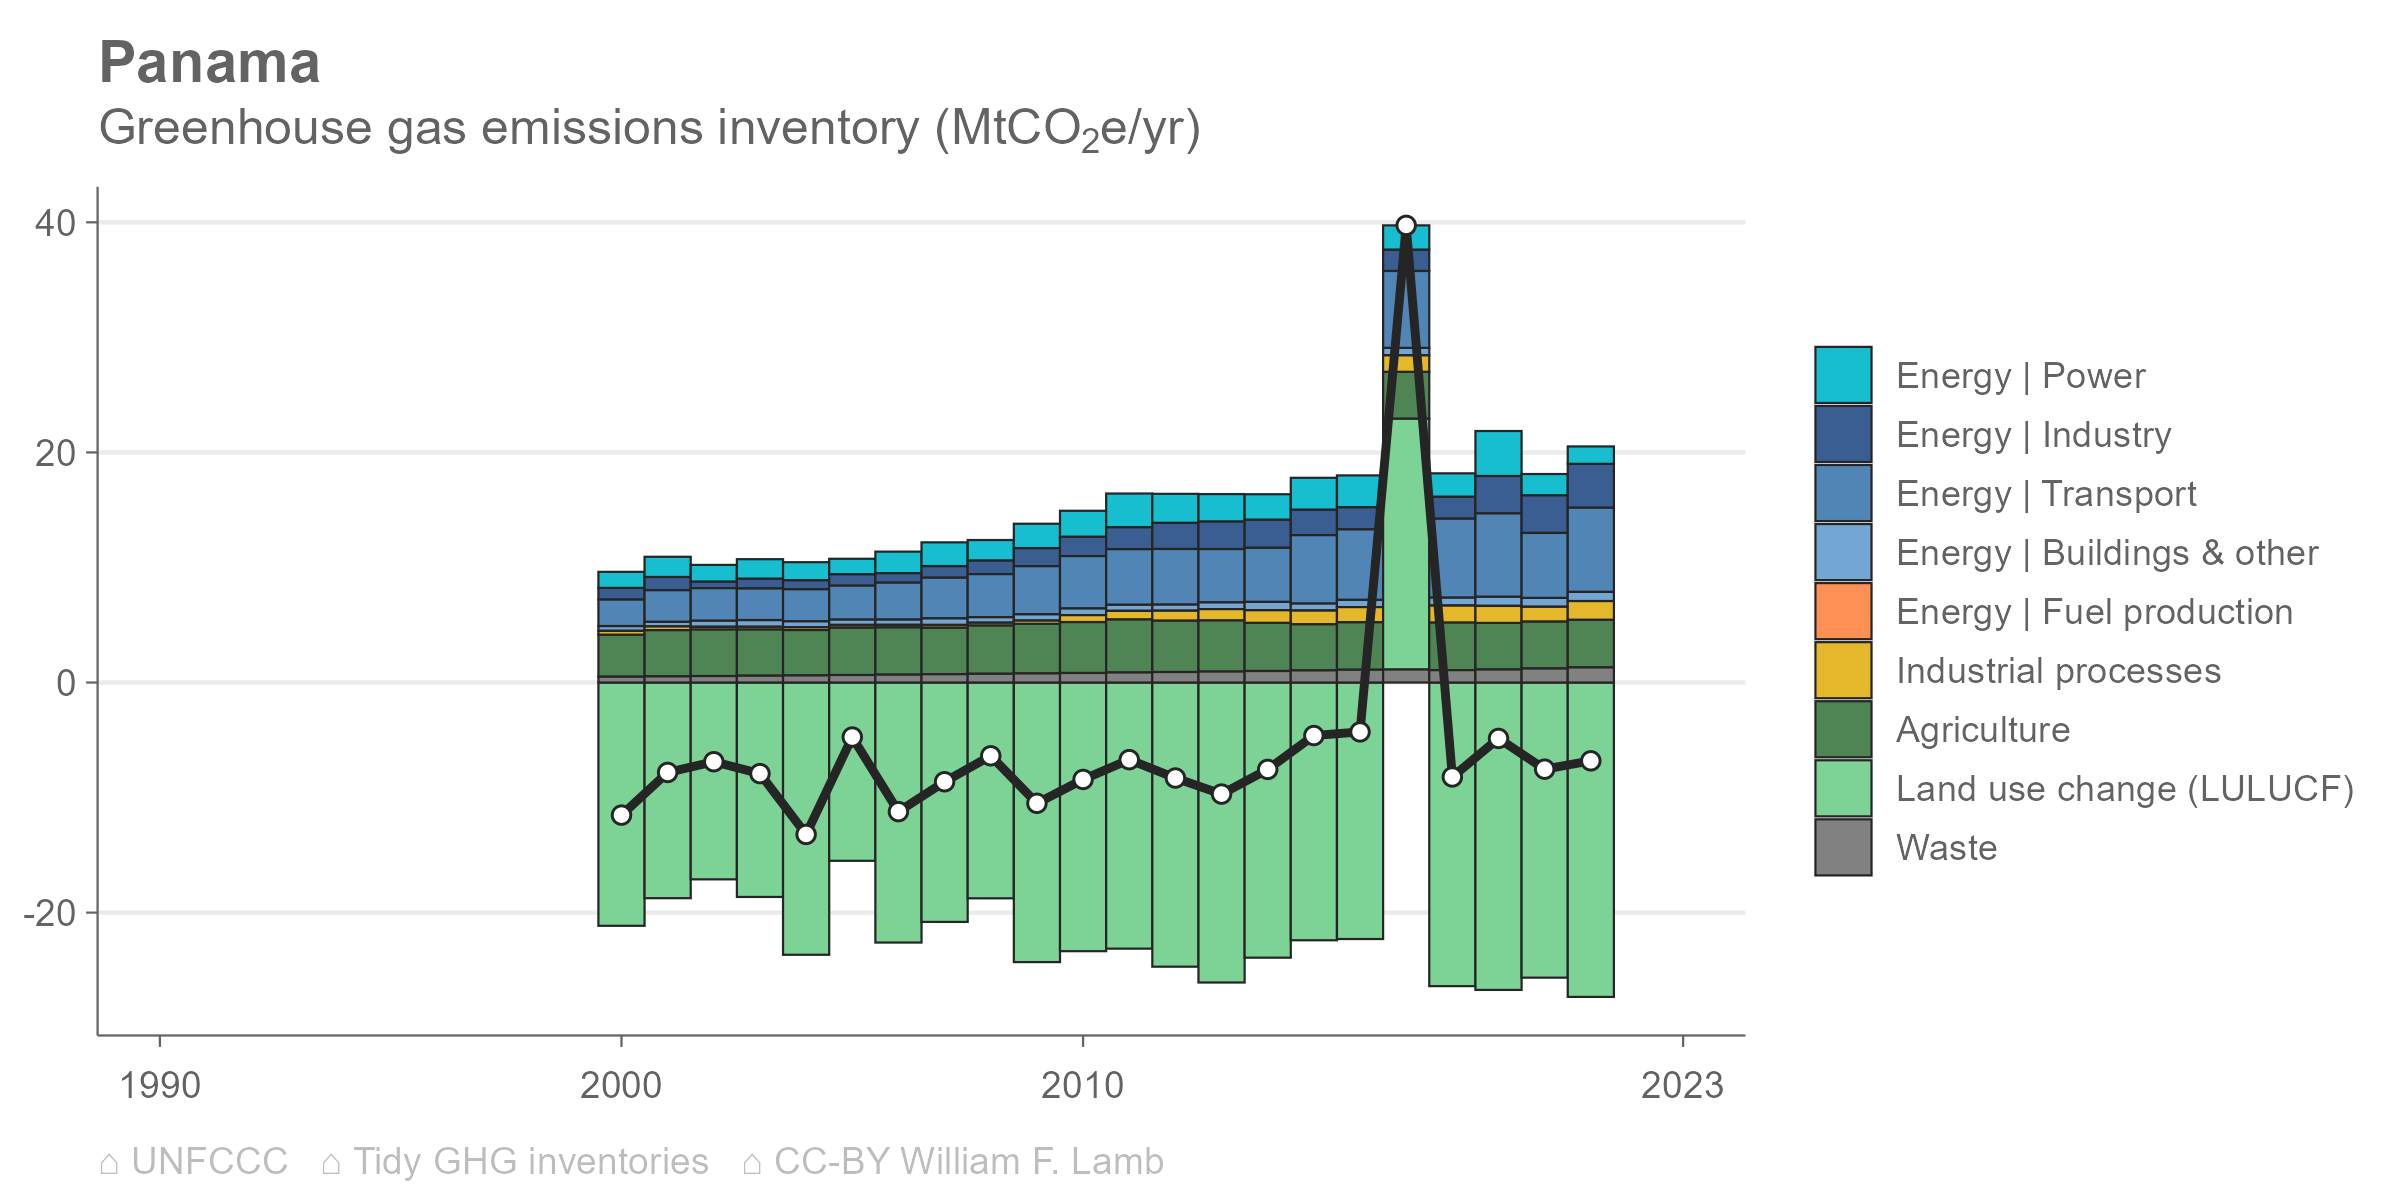 Panama
Greenhouse gas emissions inventory (MtCO₂e/yr)
40
20
0
-20
1990
2000
2010
2023
Energy | Power
Energy | Industry
Energy | Transport
Energy | Buildings & other
Energy | Fuel production
Industrial processes
Agriculture
Land use change (LULUCF)
Waste
⌂ UNFCCC ⌂ Tidy GHG inventories ⌂ CC-BY William F. Lamb